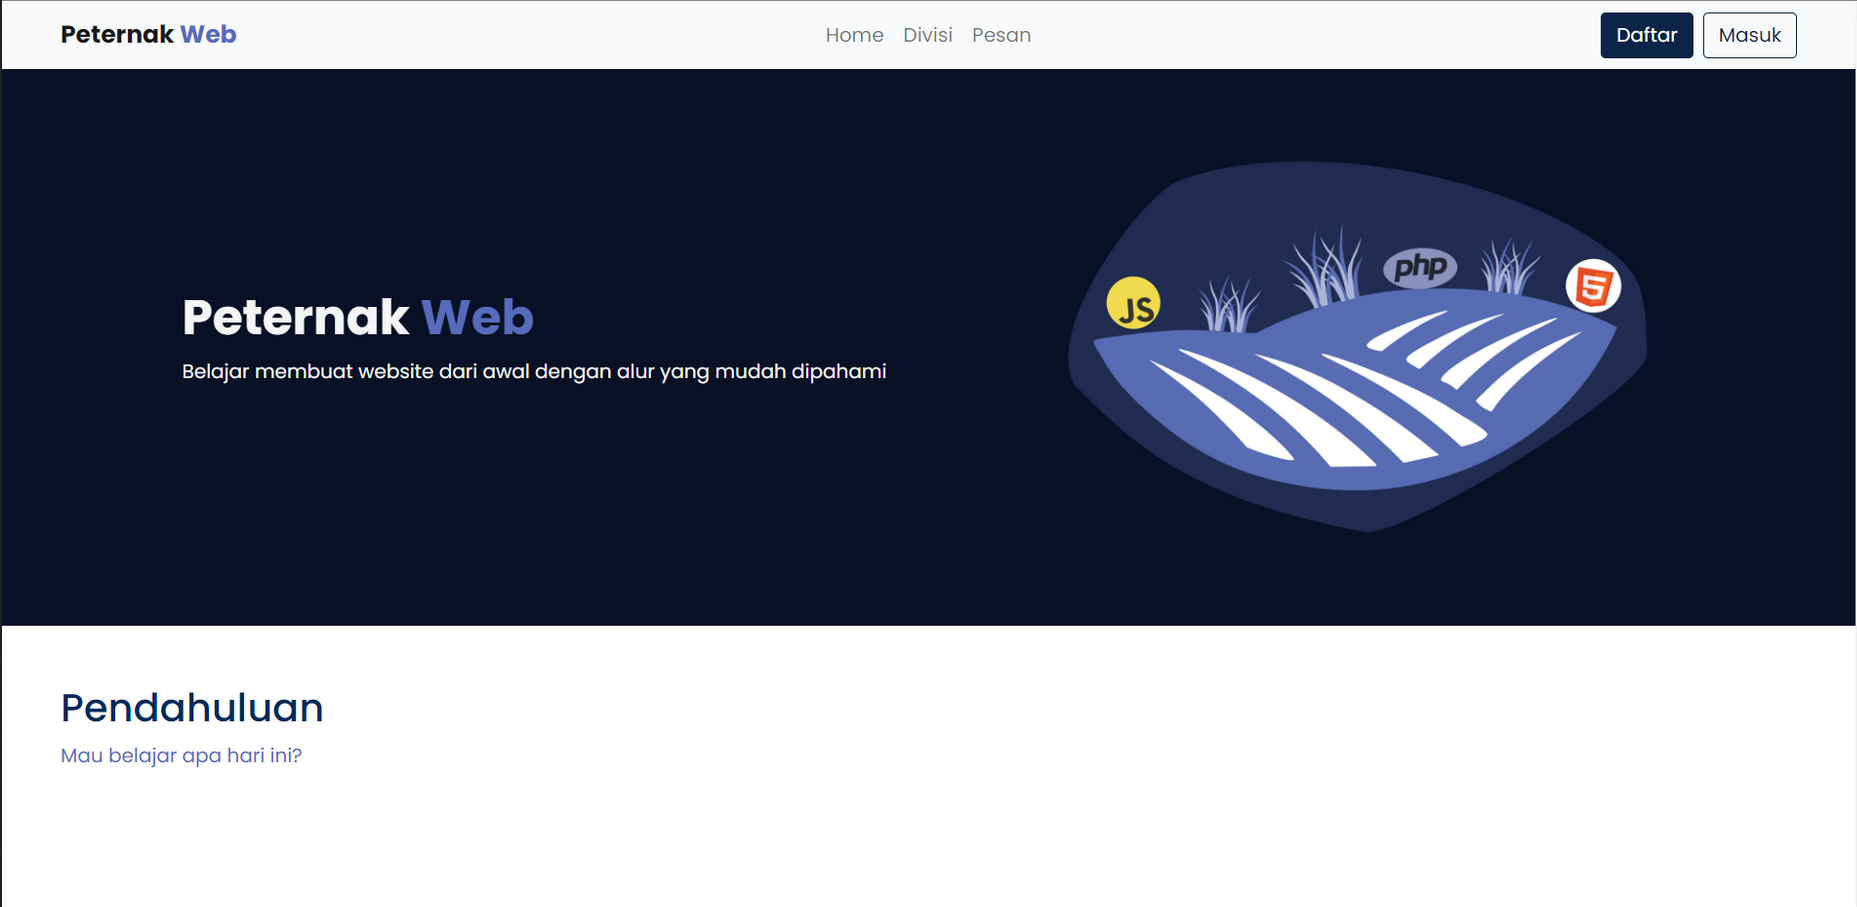 Peternak Web
Home Divisi Pesan
Daftar Masuk
Peternak Web
Belajar membuat website dari awal dengan alur yang mudah dipahami
JS
php
5
Pendahuluan
Mau belajar apa hari ini?